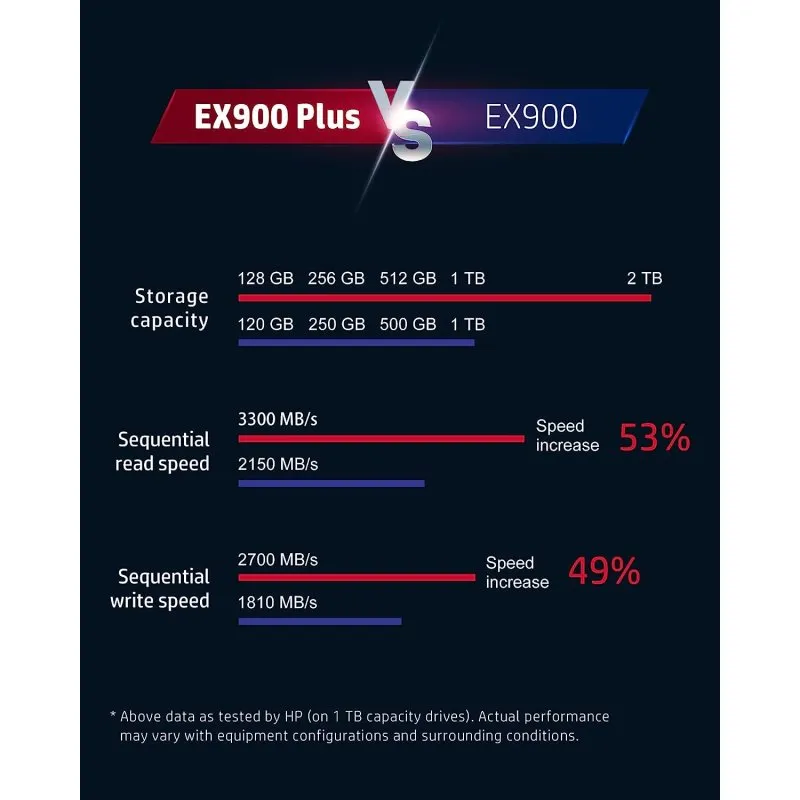 EX900 Plus VS EX900
128 GB 256 GB 512 GB 1 TB 2 TB
Storage
capacity
120 GB 250 GB 500 GB 1 TB
3300 MB/s
Sequential
read speed
2150 MB/s
Speed
increase
53%
2700 MB/s
Sequential
write speed
1810 MB/s
Speed
increase
49%
* Above data as tested by HP (on 1 TB capacity drives). Actual performance
may vary with equipment configurations and surrounding conditions.